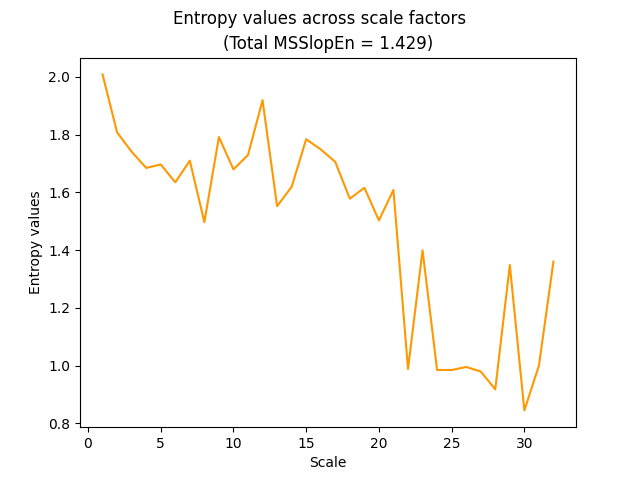 Entropy values across scale factors
(Total MSSlopEn = 1.429)
2.0
1.8
1.6
1.4
1.2
1.0
0.8
Entropy values
0 5 10 15 20 25 30
Scale